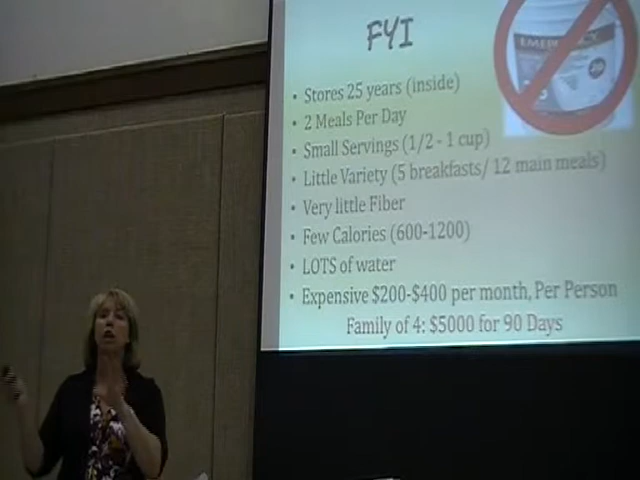 FYI
• Stores 25 years (inside)
• 2 Meals Per Day
• Small Servings (1/2 - 1 cup)
• Little Variety (5 breakfasts/ 12 main meals)
• Very little Fiber
• Few Calories (600-1200)
• LOTS of water
• Expensive $200-$400 per month, Per Person
Family of 4: $5000 for 90 Days